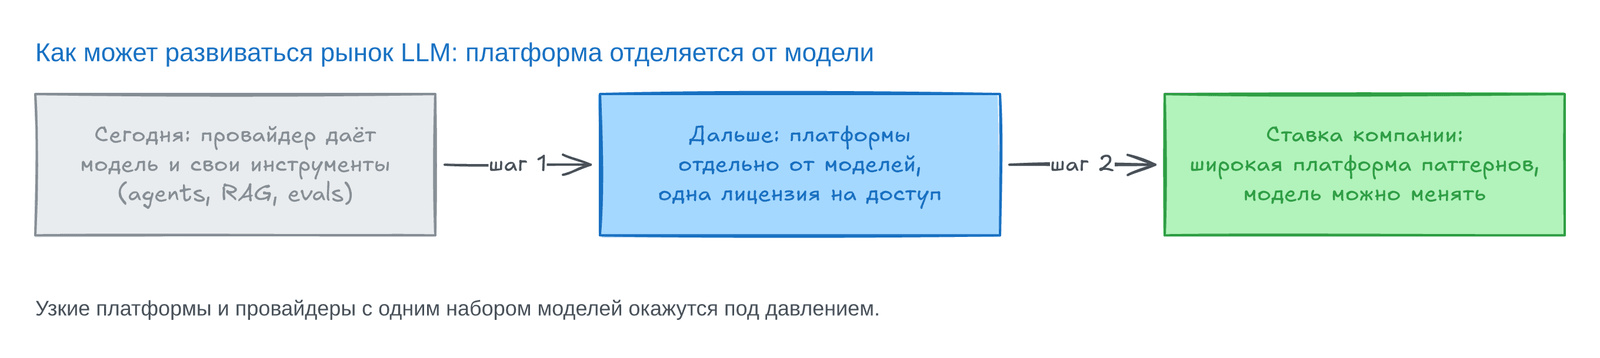 Как может развиваться рынок LLM: платформа отделяется от модели
Сегодня: провайдер даёт
модель и свои инструменты
(agents, RAG, evals)
шаг 1
Дальше: платформы
отдельно от моделей,
одна лицензия на доступ
шаг 2
Ставка компании:
широкая платформа паттернов,
модель можно менять
Узкие платформы и провайдеры с одним набором моделей окажутся под давлением.